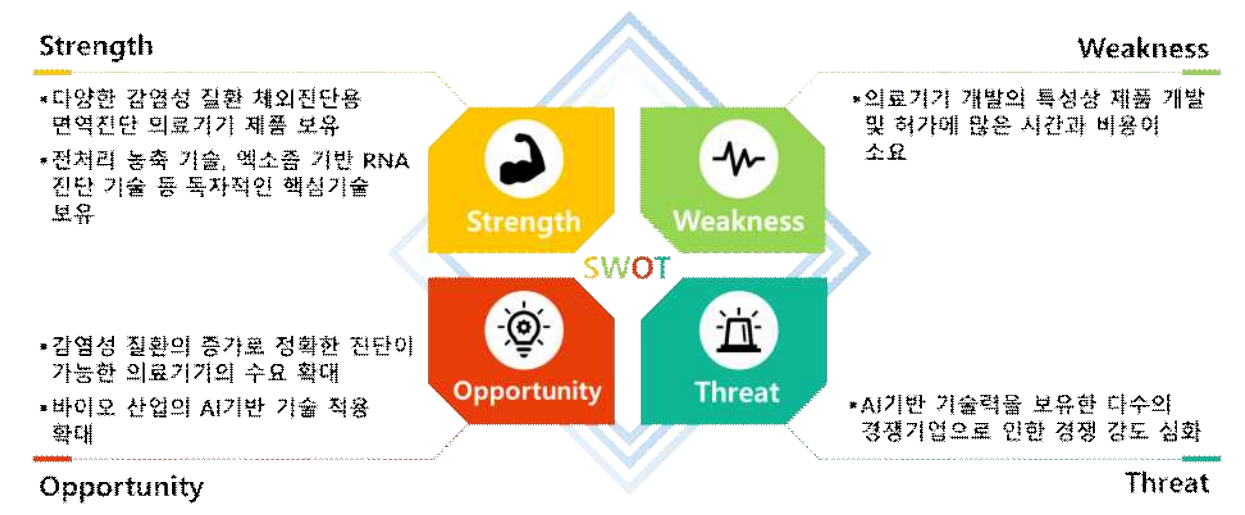 Strength
Weakness
*다양한 감염성 질환 체외진단용
면역진단 의료기기 제품 보유
*전처리 농축 기술, 엑소좀 기반 RNA
진단 기술 등 독자적인 핵심기술
보유
*의료기기 개발의 특성상 제품 개발
및 허가에 많은 시간과 비용이
소요
Strength
Weakness
SWOT
Opportunity
Threat
*감염성 질환의 증가로 정확한 진단이
가능한 의료기기의 수요 확대
*바이오 산업의 AI기반 기술 적용
확대
*AI기반 기술력을 보유한 다수의
경쟁기업으로 인한 경쟁 강도 심화
Opportunity
Threat